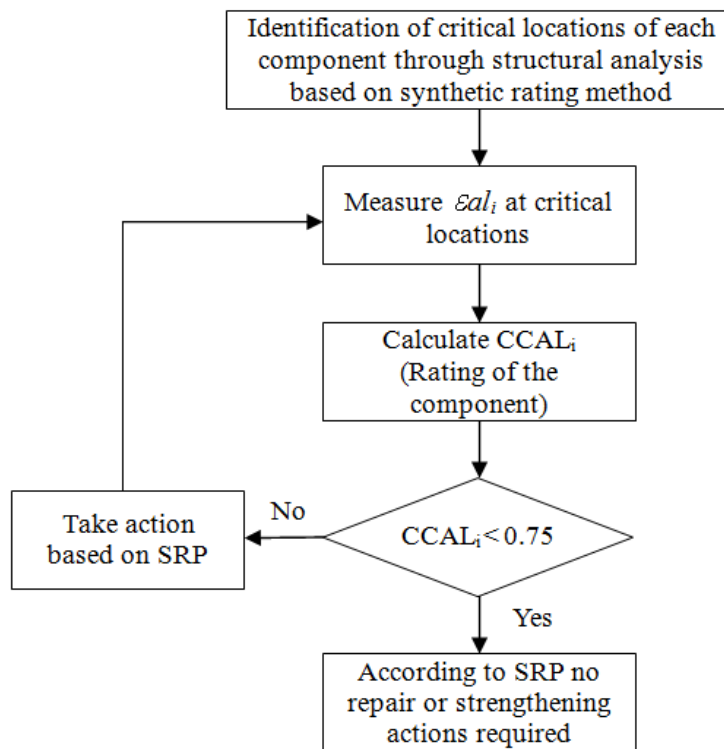 Identification of critical locations of each
component through structural analysis
based on synthetic rating method
Measure εal_i at critical
locations
Calculate CCAL_i
(Rating of the
component)
CCAL_i < 0.75
No
Take action
based on SRP
Yes
According to SRP no
repair or strengthening
actions required